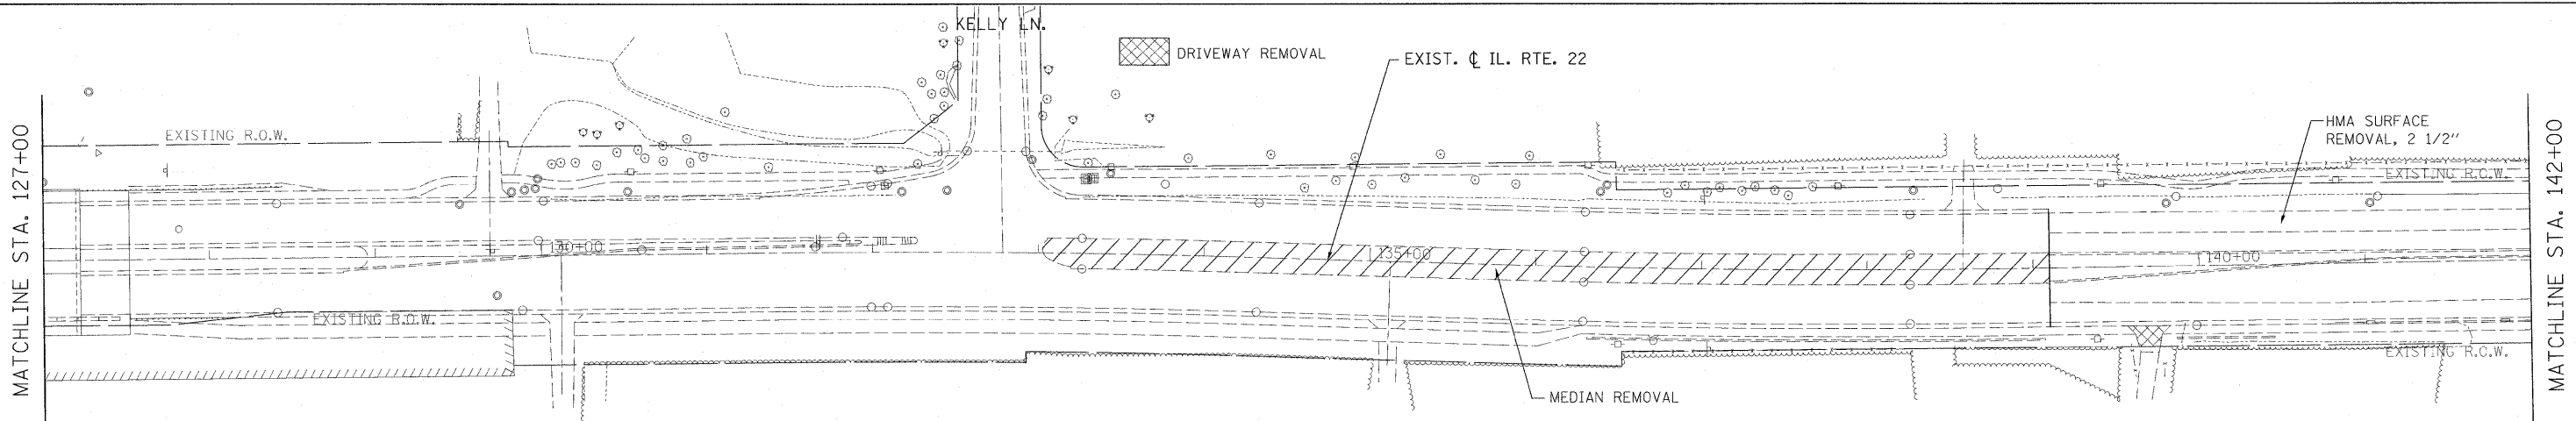 KELLY LN.
DRIVEWAY REMOVAL
EXIST. ℄ IL. RTE. 22
HMA SURFACE
REMOVAL, 2 1/2"
MATCHLINE STA. 127+00
MATCHLINE STA. 142+00
EXISTING R.O.W.
EXISTING R.O.W.
130+00
135+00
140+00
EXISTING R.O.W.
EXISTING R.O.W.
MEDIAN REMOVAL